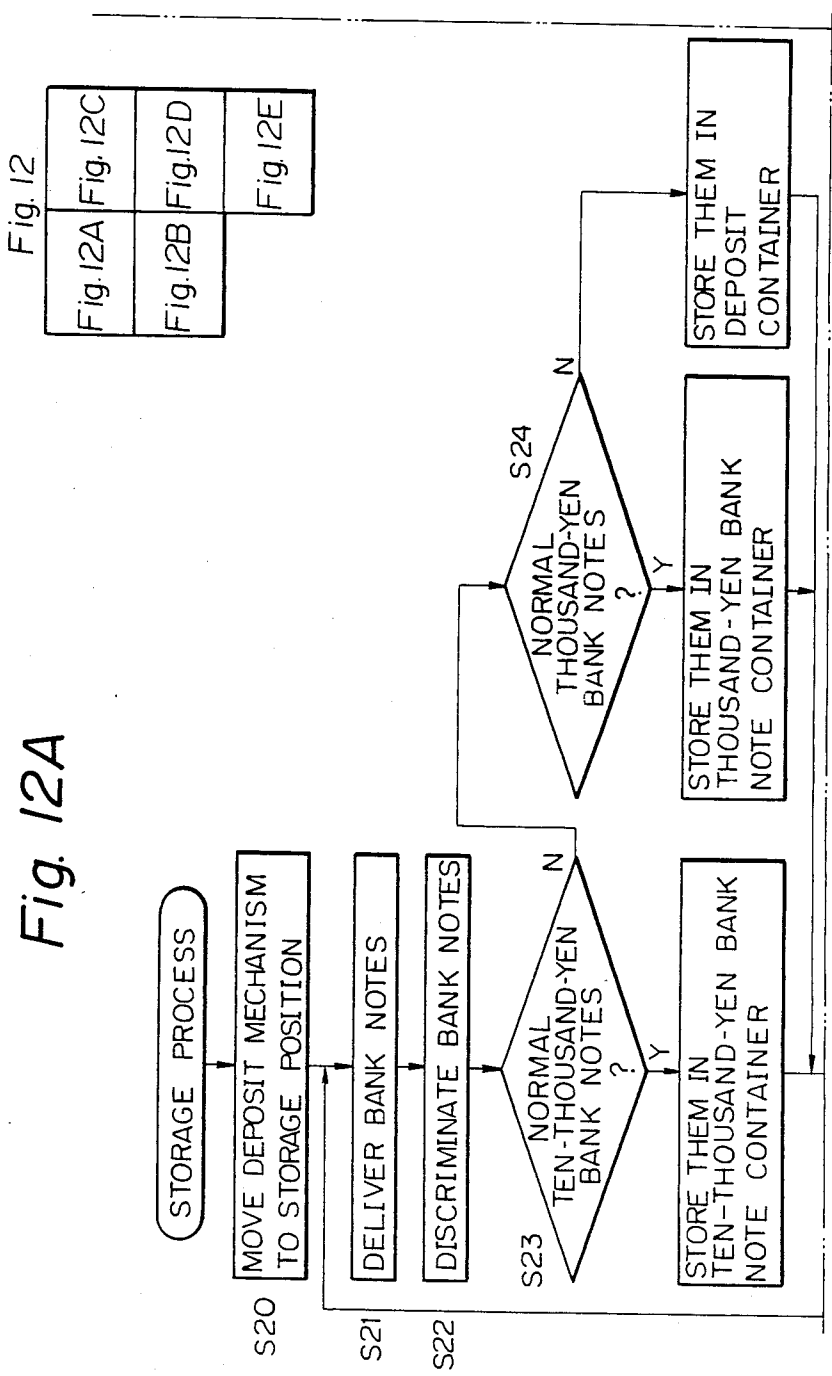 Fig. 12A
Fig. 12
Fig.12A Fig.12C
Fig.12B Fig.12D
Fig.12E
STORAGE PROCESS
S20
MOVE DEPOSIT MECHANISM
TO STORAGE POSITION
S21
DELIVER BANK NOTES
S22
DISCRIMINATE BANK NOTES
S23
NORMAL
TEN-THOUSAND-YEN
BANK NOTES
?
N
Y
STORE THEM IN
TEN-THOUSAND-YEN BANK
NOTE CONTAINER
S24
NORMAL
THOUSAND-YEN
BANK NOTES
?
N
Y
STORE THEM IN
THOUSAND-YEN BANK
NOTE CONTAINER
STORE THEM IN
DEPOSIT
CONTAINER